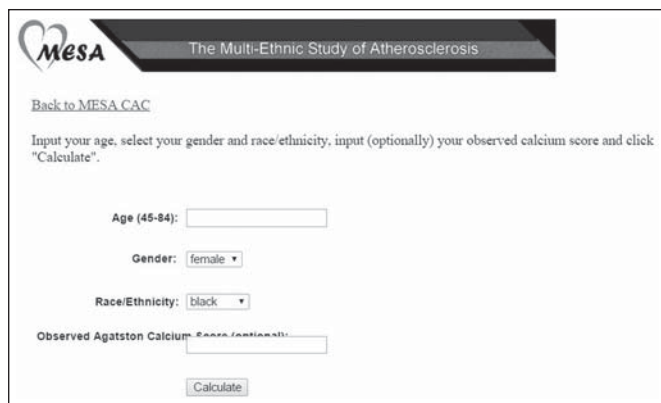 MESA
The Multi-Ethnic Study of Atherosclerosis
Back to MESA CAC
Input your age, select your gender and race/ethnicity, input (optionally) your observed calcium score and click
"Calculate".
Age (45-84):
Gender: female
Race/Ethnicity: black
Observed Agatston Calcium Score (optional):
Calculate